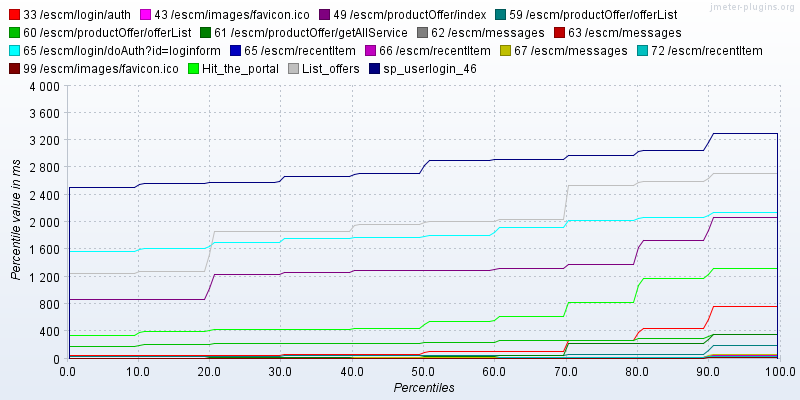 jmeter-plugins.org
33 /escm/login/auth 43 /escm/images/favicon.ico 49 /escm/productOffer/index 59 /escm/productOffer/offerList
60 /escm/productOffer/offerList 61 /escm/productOffer/getAllService 62 /escm/messages 63 /escm/messages
65 /escm/login/doAuth?id=loginform 65 /escm/recentItem 66 /escm/recentItem 67 /escm/messages 72 /escm/recentItem
99 /escm/images/favicon.ico Hit_the_portal List_offers sp_userlogin_46
4 000
3 600
3 200
2 800
2 400
2 000
1 600
1 200
800
400
0
Percentile value in ms
0.0 10.0 20.0 30.0 40.0 50.0 60.0 70.0 80.0 90.0 100.0
Percentiles